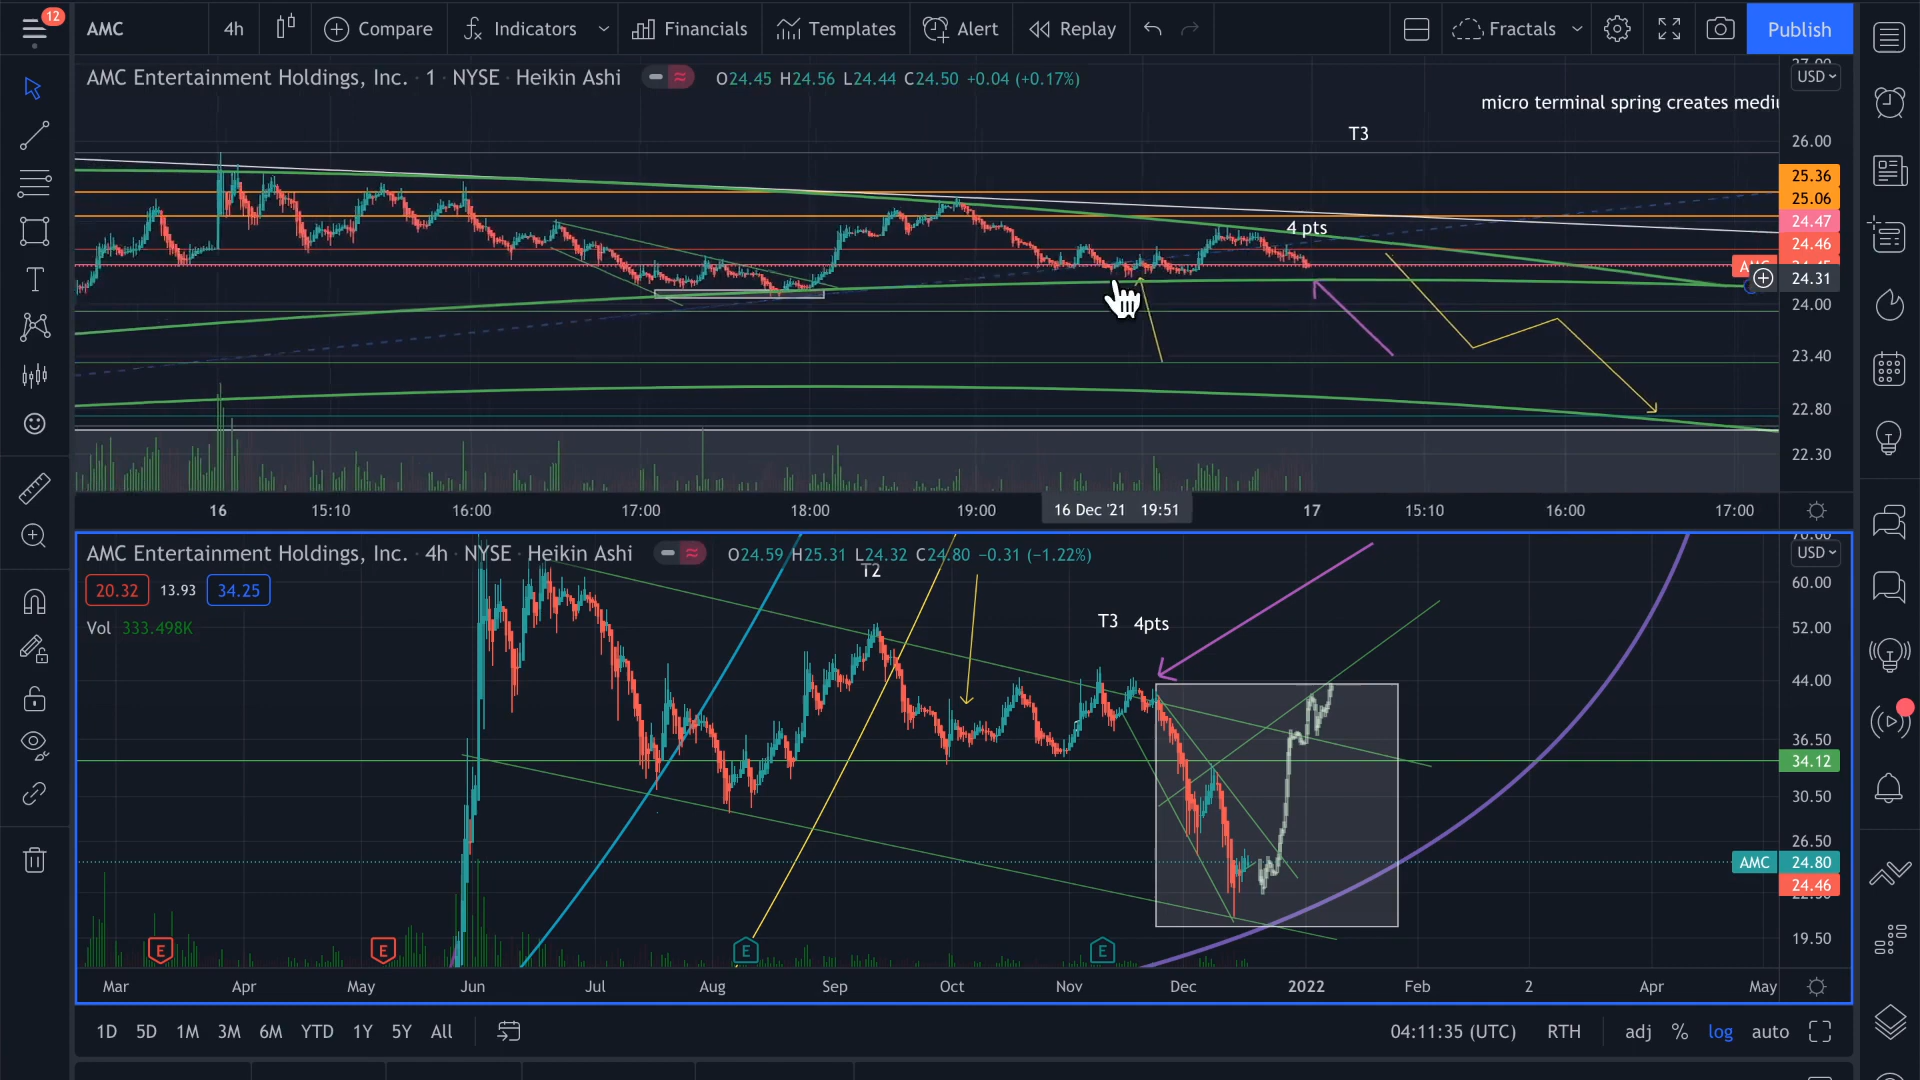 12
AMC
4h
Compare
Indicators
Financials
Templates
Alert
Replay
Fractals
Publish
AMC Entertainment Holdings, Inc. · 1 · NYSE · Heikin Ashi
O24.45 H24.56 L24.44 C24.50 +0.04 (+0.17%)
USD
micro terminal spring creates
T3
26.00
25.36
25.06
24.47
4 pts
24.46
24.31
24.00
23.40
22.80
22.30
16 15:10 16:00 17:00 18:00 19:00 16 Dec '21 19:51 17 15:10 16:00 17:00
AMC Entertainment Holdings, Inc. · 4h · NYSE · Heikin Ashi
O24.59 H25.31 L24.32 C24.80 −0.31 (−1.22%)
USD
T2
20.32 13.93 34.25
60.00
Vol 333.498K
T3 4pts
52.00
44.00
36.50
34.12
30.50
26.50
AMC 24.80
24.46
19.50
E E E E
Mar Apr May Jun Jul Aug Sep Oct Nov Dec 2022 Feb 2 Apr May
1D 5D 1M 3M 6M YTD 1Y 5Y All
04:11:35 (UTC) RTH adj % log auto